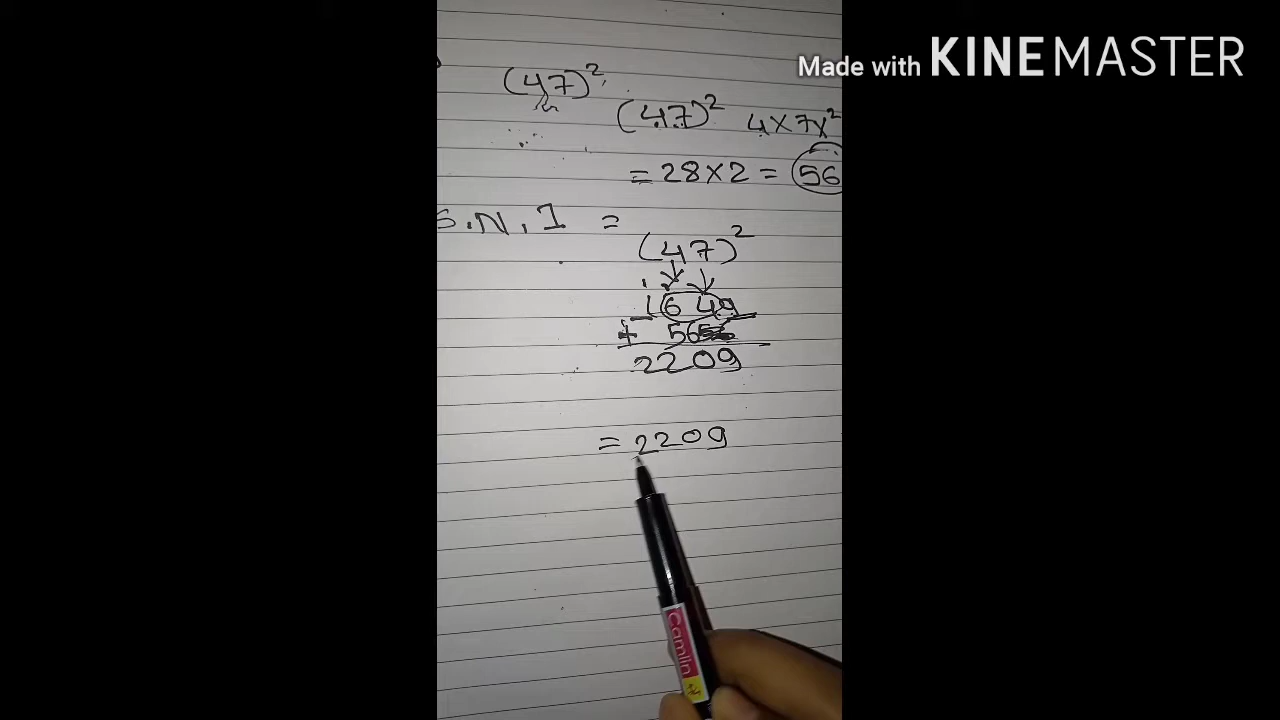 Made with KINEMASTER
(47)²
(47)² 4×7×2
= 28×2 = 56
S.N. 1 =
(47)²
1649
+ 56
2209
= 2209
Camlin